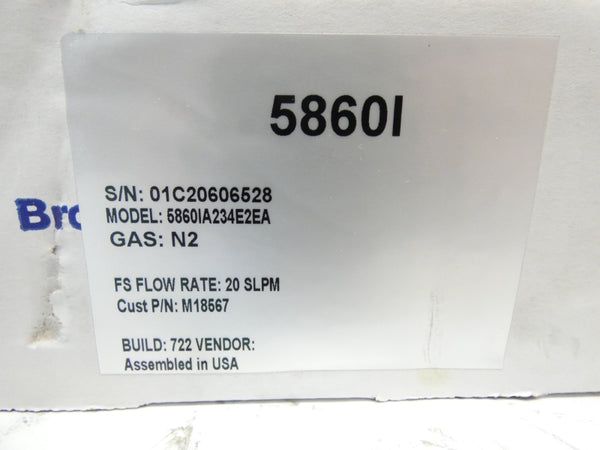 5860I
S/N: 01C20606528
Bro
MODEL: 5860IA234E2EA
GAS: N2
FS FLOW RATE: 20 SLPM
Cust P/N: M18567
BUILD: 722 VENDOR:
Assembled in USA